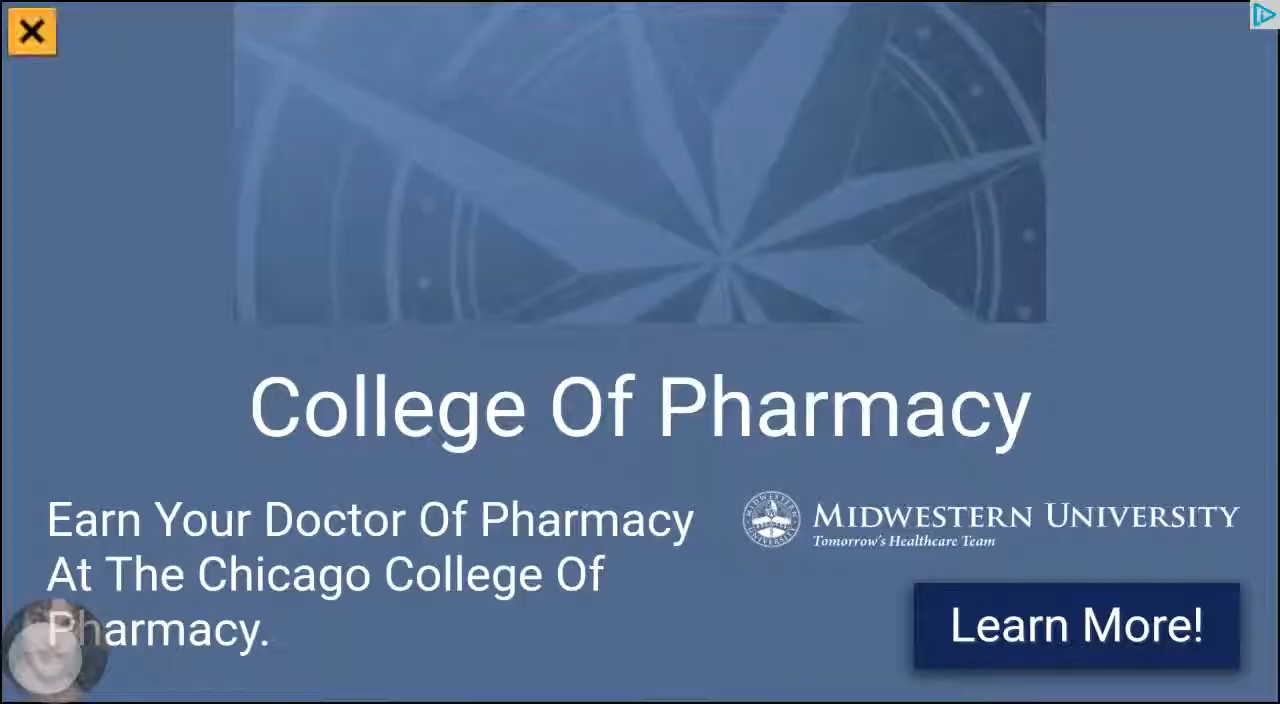 College Of Pharmacy
Earn Your Doctor Of Pharmacy
At The Chicago College Of
Pharmacy.
MIDWESTERN UNIVERSITY
Tomorrow's Healthcare Team
Learn More!